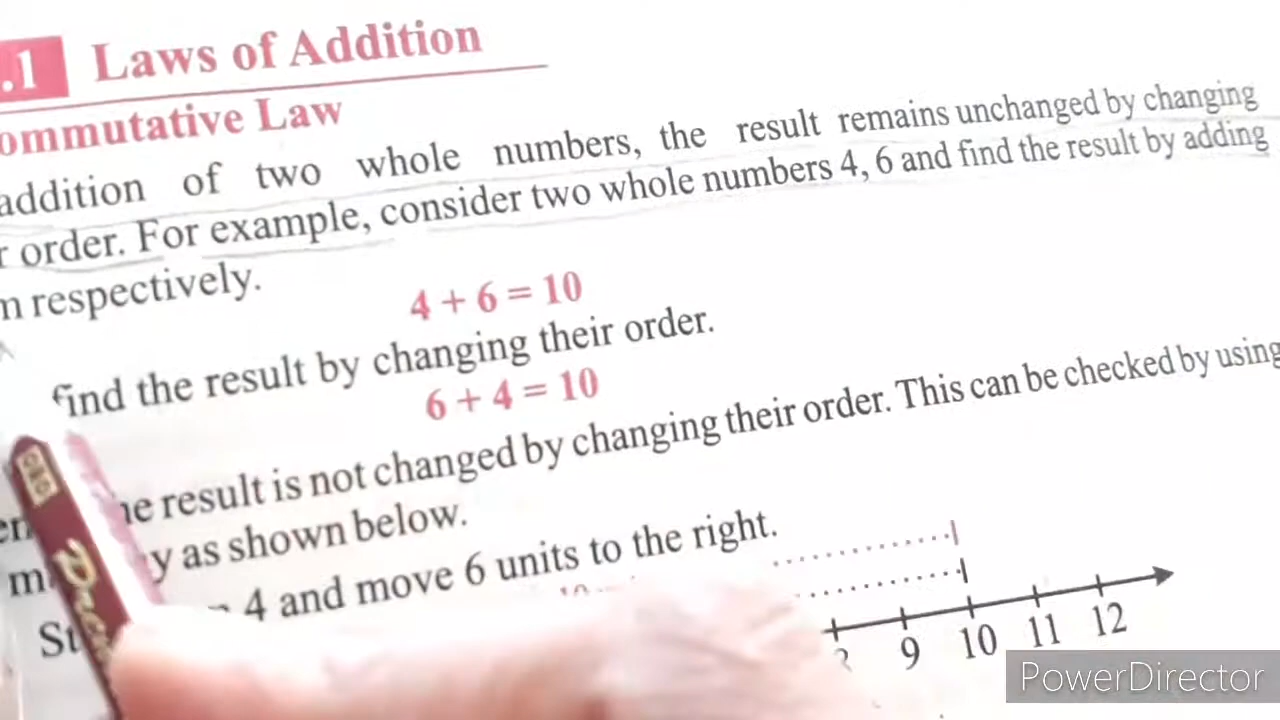 .1 Laws of Addition
ommutative Law
addition of two whole numbers, the result remains unchanged by changing
r order. For example, consider two whole numbers 4, 6 and find the result by adding
m respectively.
4 + 6 = 10
find the result by changing their order.
6 + 4 = 10
he result is not changed by changing their order. This can be checked by using
y as shown below.
4 and move 6 units to the right.
9 10 11 12
PowerDirector